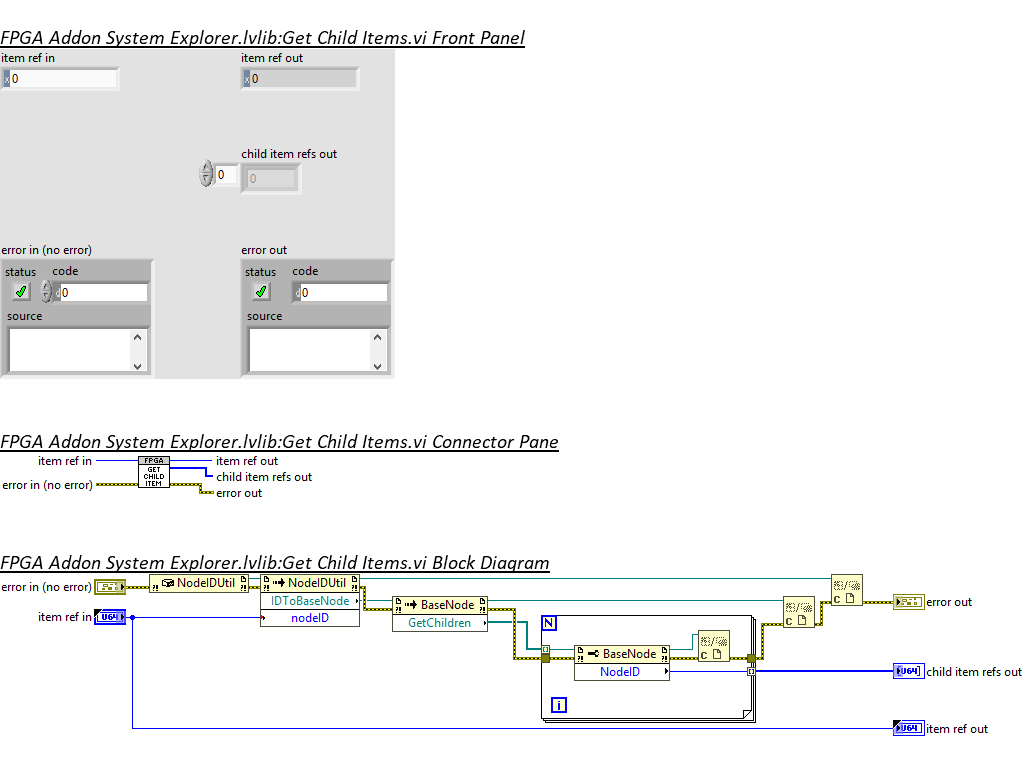 FPGA Addon System Explorer.lvlib:Get Child Items.vi Front Panel
item ref in
item ref out
x 0
x 0
child item refs out
0
0
error in (no error)
error out
status code
status code
d 0
d 0
source
source
FPGA Addon System Explorer.lvlib:Get Child Items.vi Connector Pane
item ref in
FPGA
GET
CHILD
ITEM
item ref out
child item refs out
error in (no error)
error out
FPGA Addon System Explorer.lvlib:Get Child Items.vi Block Diagram
error in (no error)
NodeIDUtil
NodeIDUtil
IDToBaseNode
nodeID
item ref in
U64
BaseNode
GetChildren
N
BaseNode
NodeID
i
C
C
C
error out
U64
child item refs out
U64
item ref out